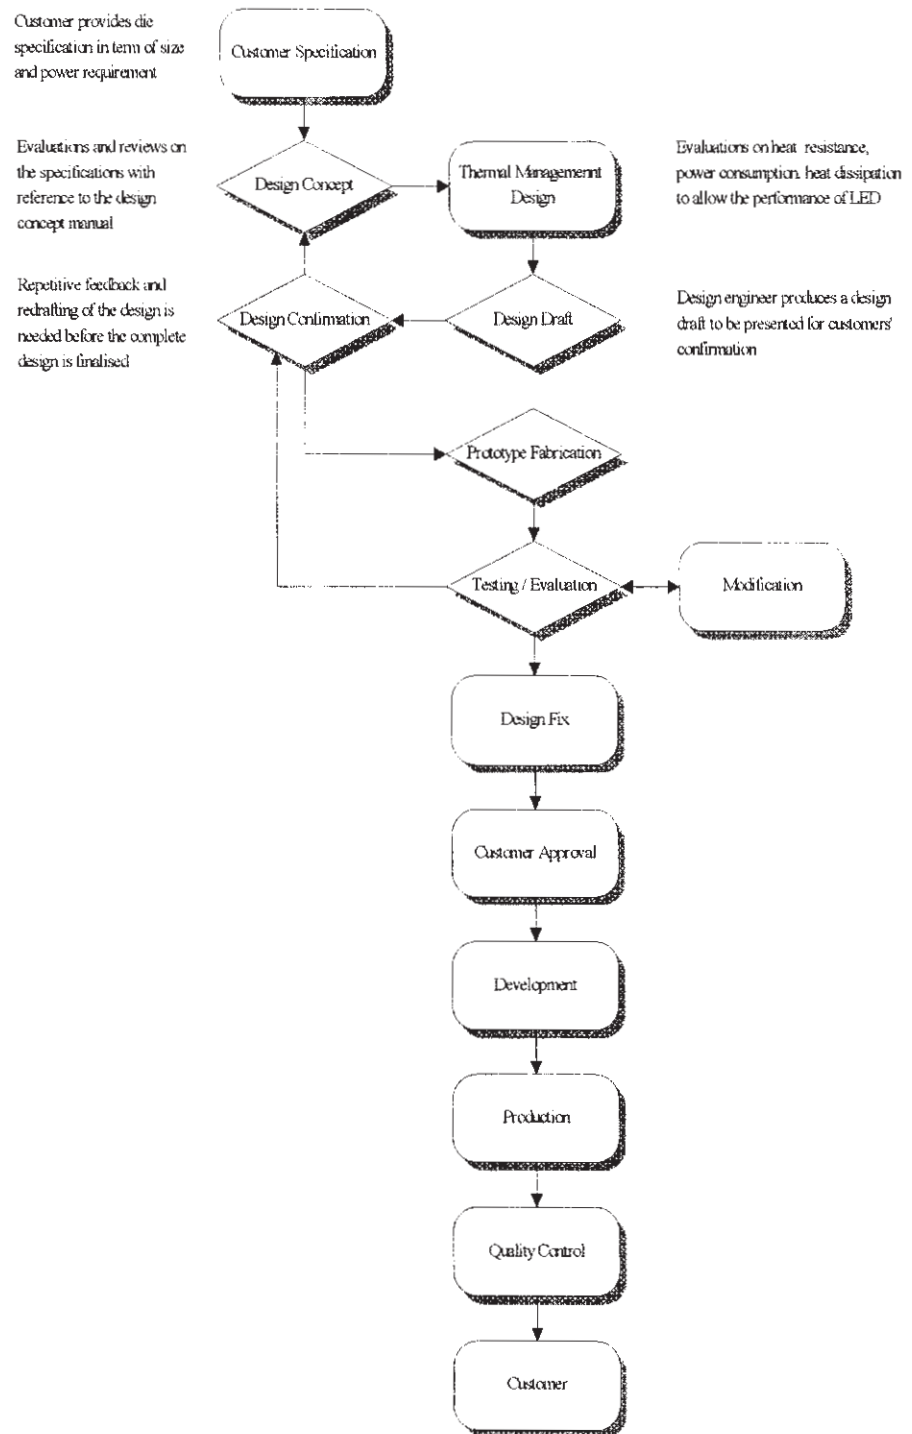 Customer provides die
specification in term of size
and power requirement
Customer Specification
Evaluations and reviews on
the specifications with
reference to the design
concept manual
Design Concept
Thermal Managemennt
Design
Evaluations on heat resistance,
power consumption, heat dissipation
to allow the performance of LED
Repetitive feedback and
redrafting of the design is
needed before the complete
design is finalised
Design Confirmation
Design Draft
Design engineer produces a design
draft to be presented for customers'
confirmation
Prototype Fabrication
Testing / Evaluation
Modification
Design Fix
Customer Approval
Development
Production
Quality Control
Customer